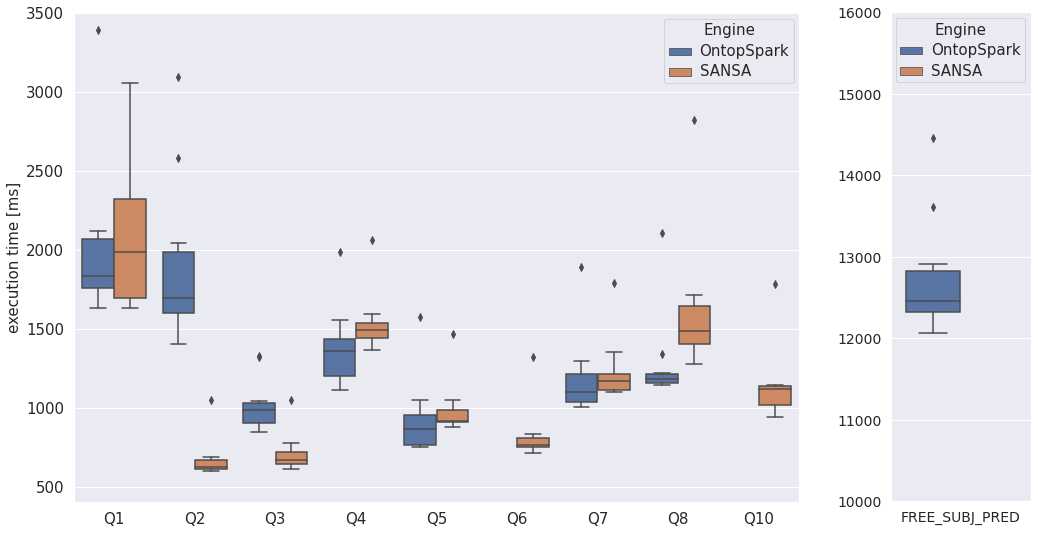 3500
3000
2500
2000
1500
1000
500
execution time [ms]
Q1 Q2 Q3 Q4 Q5 Q6 Q7 Q8 Q10
Engine
OntopSpark
SANSA
16000
15000
14000
13000
12000
11000
10000
FREE_SUBJ_PRED
Engine
OntopSpark
SANSA